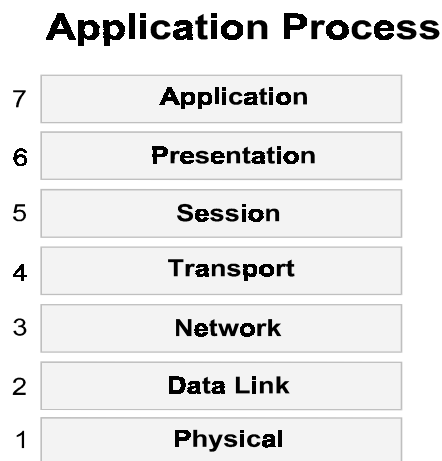 Application Process
7 Application
6 Presentation
5 Session
4 Transport
3 Network
2 Data Link
1 Physical